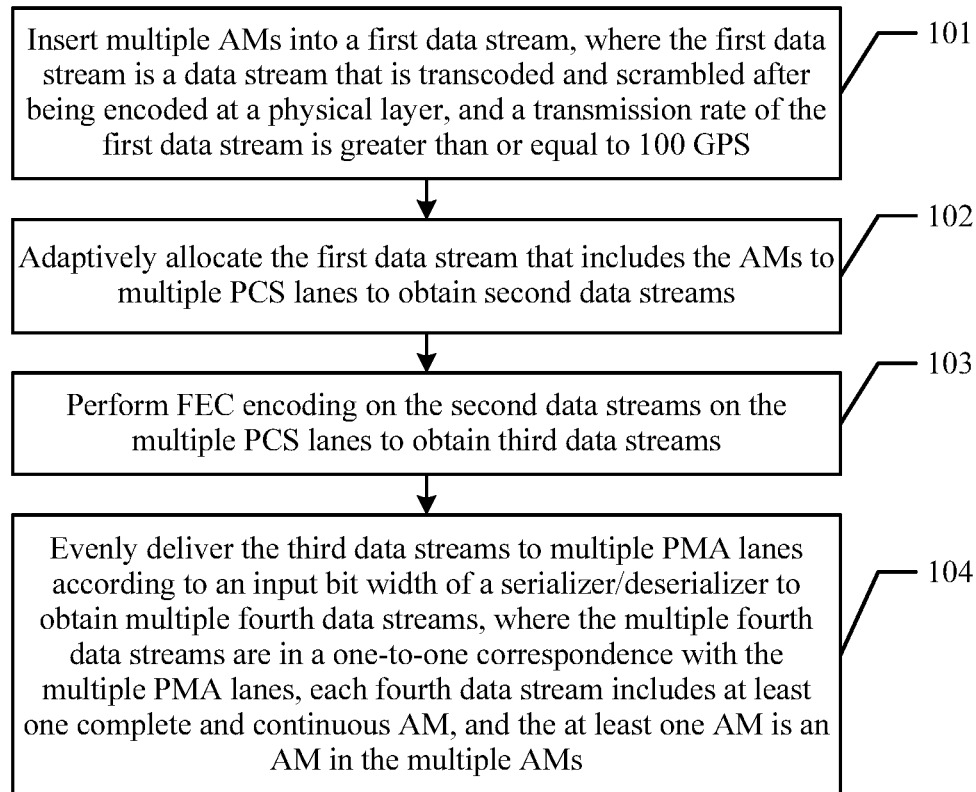 Insert multiple AMs into a first data stream, where the first data
stream is a data stream that is transcoded and scrambled after
being encoded at a physical layer, and a transmission rate of the
first data stream is greater than or equal to 100 GPS
101
Adaptively allocate the first data stream that includes the AMs to
multiple PCS lanes to obtain second data streams
102
Perform FEC encoding on the second data streams on the
multiple PCS lanes to obtain third data streams
103
Evenly deliver the third data streams to multiple PMA lanes
according to an input bit width of a serializer/deserializer to
obtain multiple fourth data streams, where the multiple fourth
data streams are in a one-to-one correspondence with the
multiple PMA lanes, each fourth data stream includes at least
one complete and continuous AM, and the at least one AM is an
AM in the multiple AMs
104